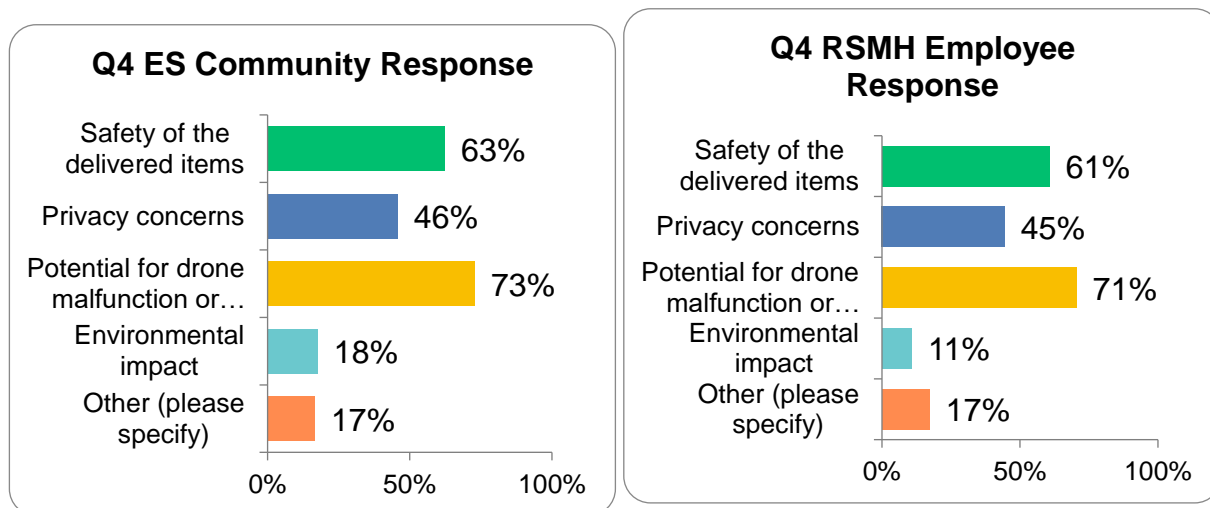 Q4 ES Community Response
Safety of the
delivered items
63%
Privacy concerns
46%
Potential for drone
malfunction or…
73%
Environmental
impact
18%
Other (please
specify)
17%
0%
50%
100%
Q4 RSMH Employee
Response
Safety of the
delivered items
61%
Privacy concerns
45%
Potential for drone
malfunction or…
71%
Environmental
impact
11%
Other (please
specify)
17%
0%
50%
100%